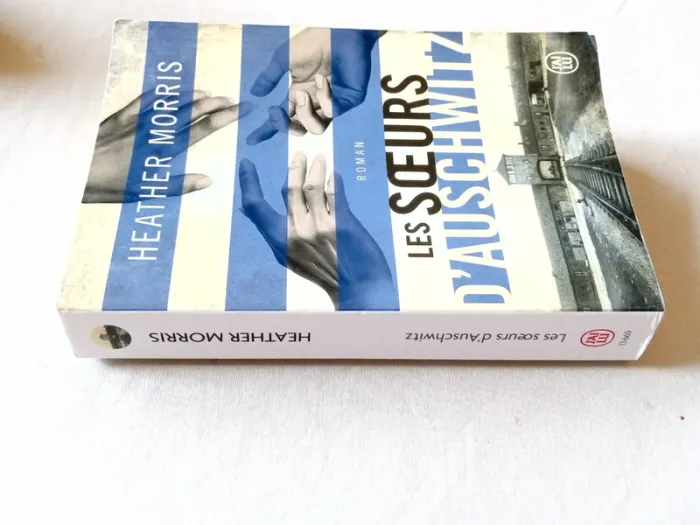 HEATHER MORRIS
ROMAN
LES SŒURS
D'AUSCHWITZ
J'AI LU
HEATHER MORRIS
Les sœurs d'Auschwitz
J'AI LU